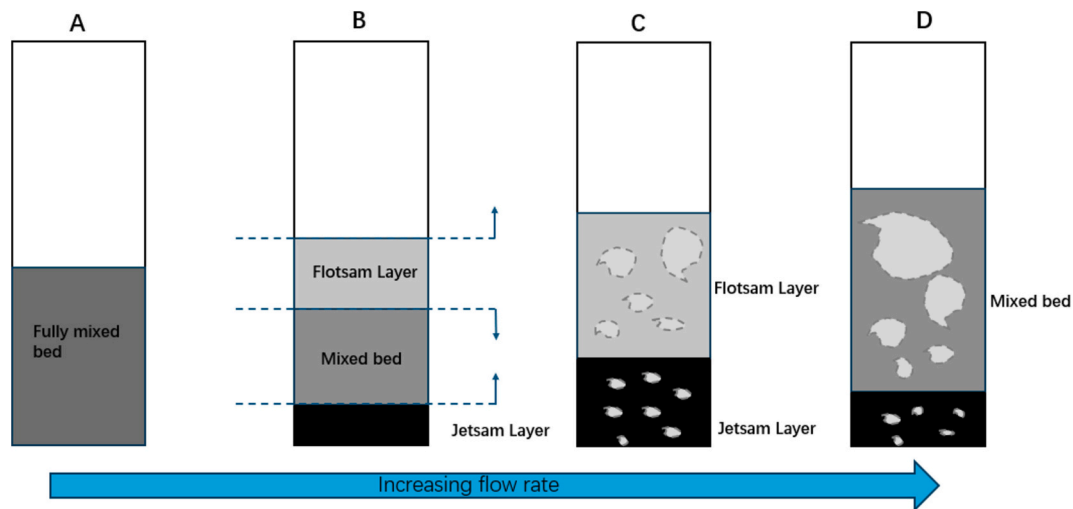 A
B
C
D
Fully mixed
bed
Flotsam Layer
Mixed bed
Jetsam Layer
Flotsam Layer
Jetsam Layer
Mixed bed
Increasing flow rate